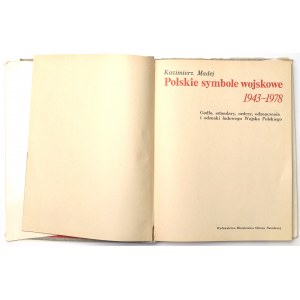 Kazimierz Madej
Polskie symbole wojskowe
1943-1978
Godła, sztandary, ordery, odznaczenia
i odznaki ludowego Wojska Polskiego
Wydawnictwo Ministerstwa Obrony Narodowej